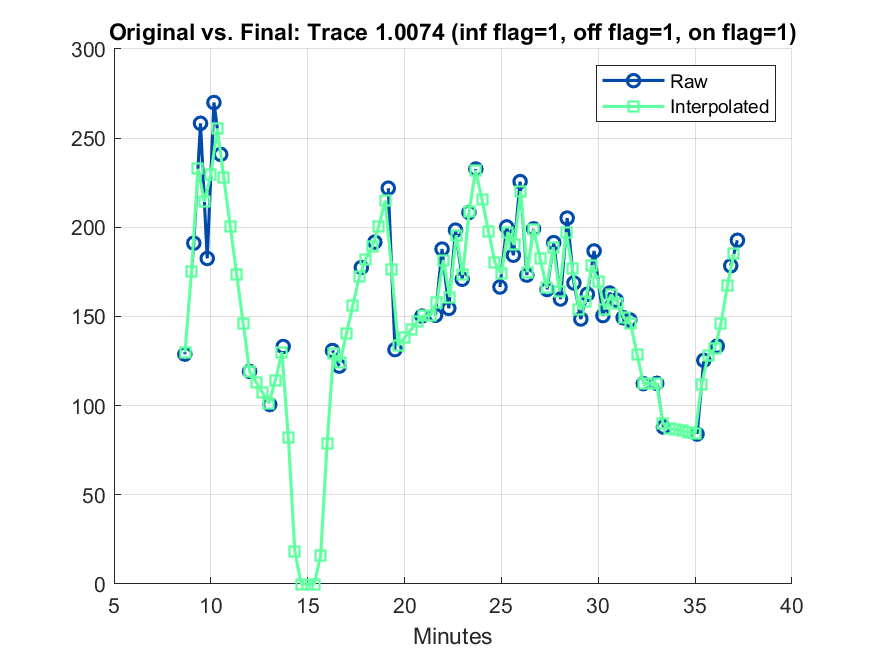 Original vs. Final: Trace 1.0074 (inf flag=1, off flag=1, on flag=1)
300
250
200
150
100
50
0
5 10 15 20 25 30 35 40
Minutes
Raw
Interpolated